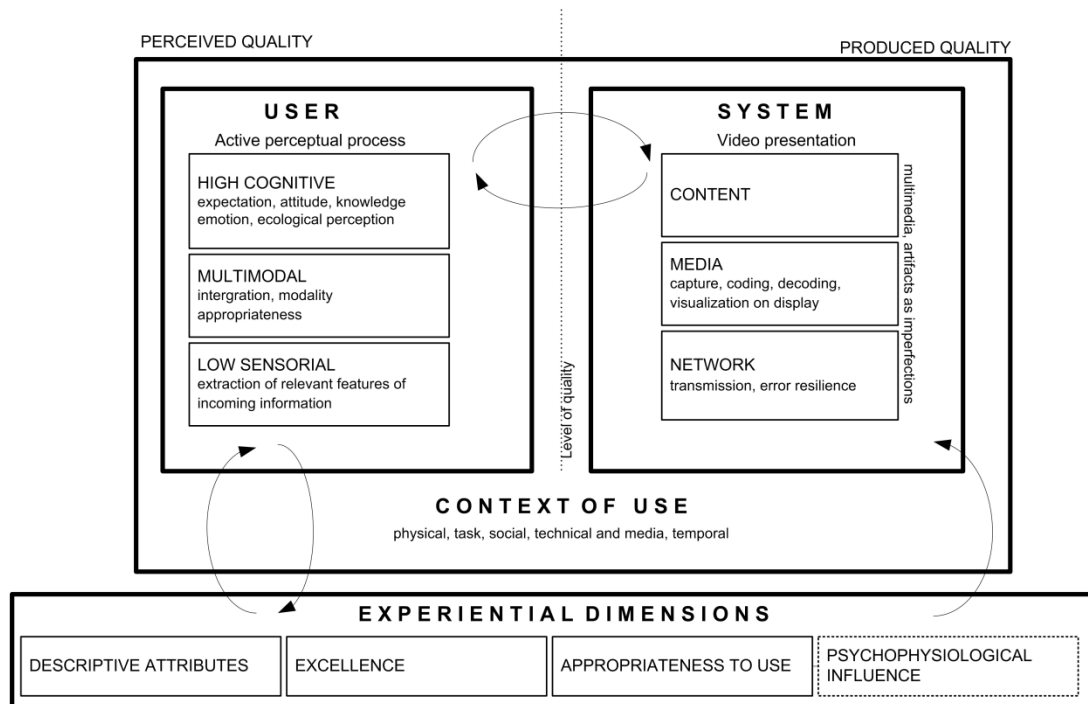 PERCEIVED QUALITY
PRODUCED QUALITY
USER
Active perceptual process
HIGH COGNITIVE
expectation, attitude, knowledge
emotion, ecological perception
MULTIMODAL
intergration, modality
appropriateness
LOW SENSORIAL
extraction of relevant features of
incoming information
Level of quality
SYSTEM
Video presentation
CONTENT
MEDIA
capture, coding, decoding,
visualization on display
NETWORK
transmission, error resilience
multimedia, artifacts as imperfections
CONTEXT OF USE
physical, task, social, technical and media, temporal
EXPERIENTIAL DIMENSIONS
DESCRIPTIVE ATTRIBUTES
EXCELLENCE
APPROPRIATENESS TO USE
PSYCHOPHYSIOLOGICAL
INFLUENCE